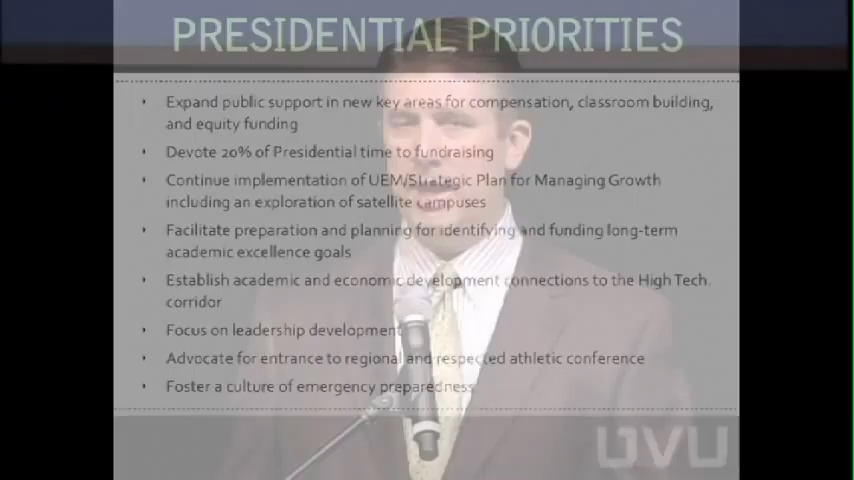 PRESIDENTIAL PRIORITIES
• Expand public support in new key areas for compensation, classroom building,
and equity funding
• Devote 20% of Presidential time to fundraising
• Continue implementation of UEM/Strategic Plan for Managing Growth
including an exploration of satellite campuses
• Facilitate preparation and planning for identifying and funding long-term
academic excellence goals
• Establish academic and economic development connections to the High Tech
corridor
• Focus on leadership development
• Advocate for entrance to regional and respected athletic conference
• Foster a culture of emergency preparedness
UVU